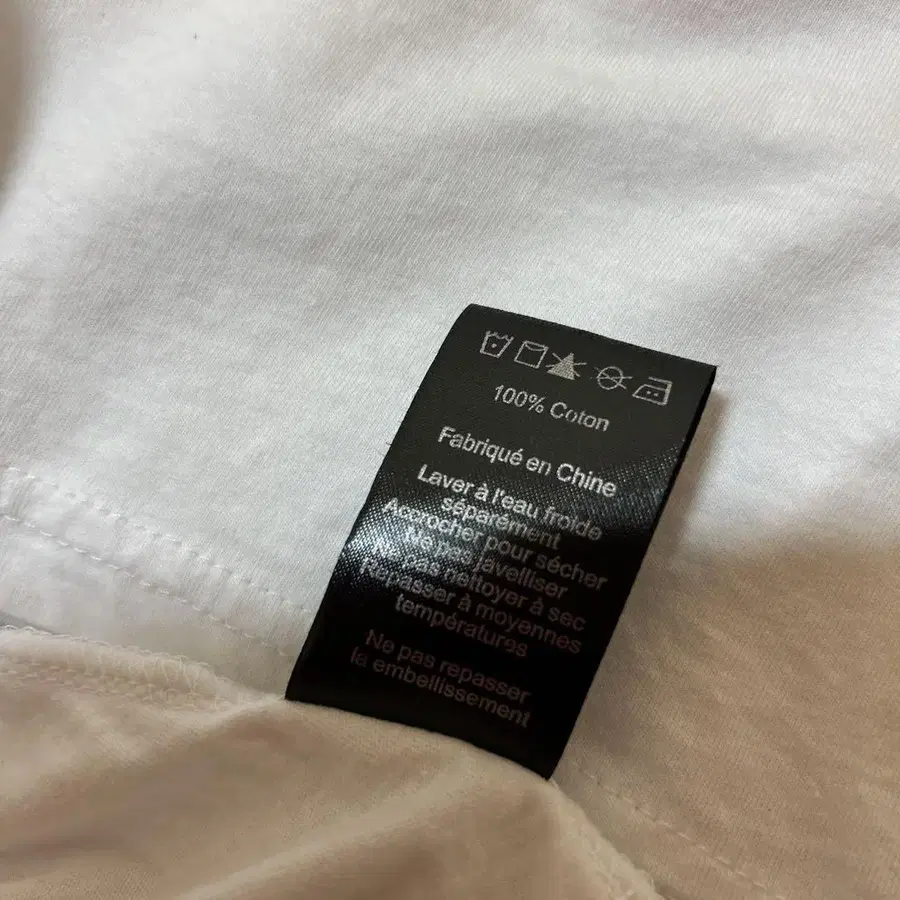 100% Coton
Fabriqué en Chine
Laver à l'eau froide
séparément
Accrocher pour sécher
Ne pas javelliser
Ne pas nettoyer à sec
Repasser à moyennes
températures
Ne pas repasser
la embellissement